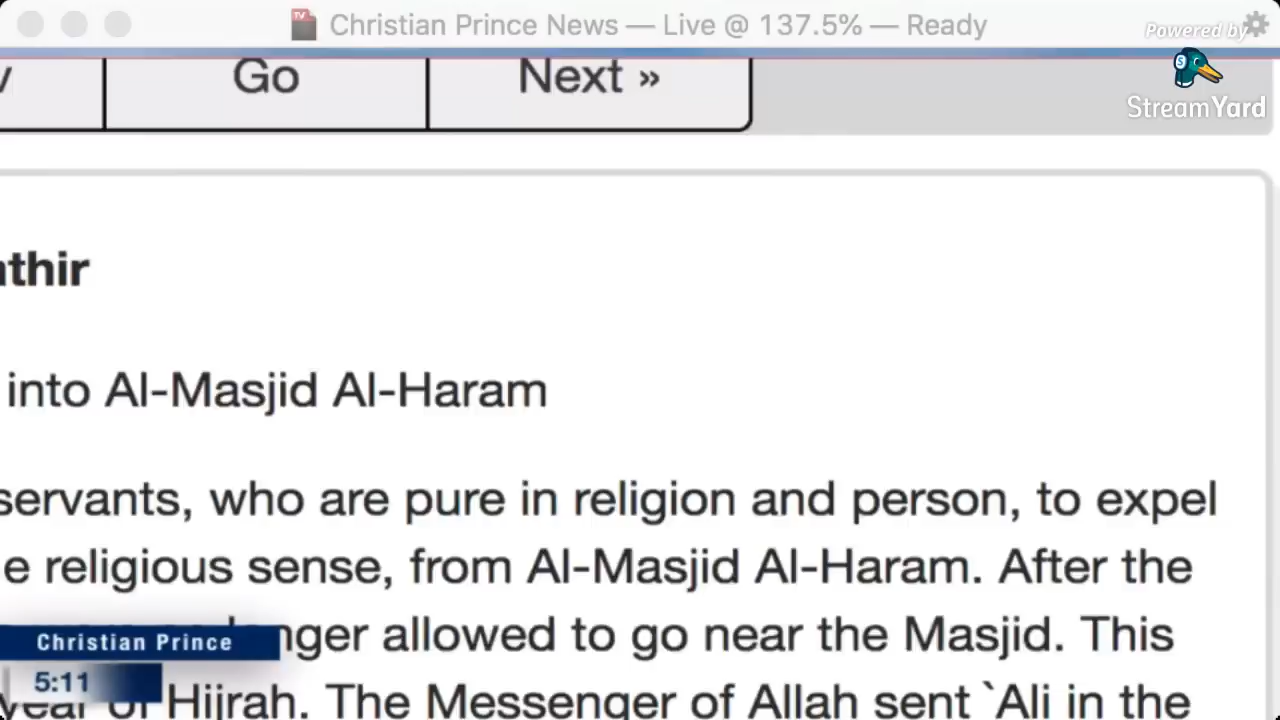 Christian Prince News — Live @ 137.5% — Ready
Powered by
StreamYard
Go
Next »
into Al-Masjid Al-Haram
servants, who are pure in religion and person, to expel
religious sense, from Al-Masjid Al-Haram. After the
allowed to go near the Masjid. This
Christian Prince
5:11
Hijrah. The Messenger of Allah sent `Ali in the